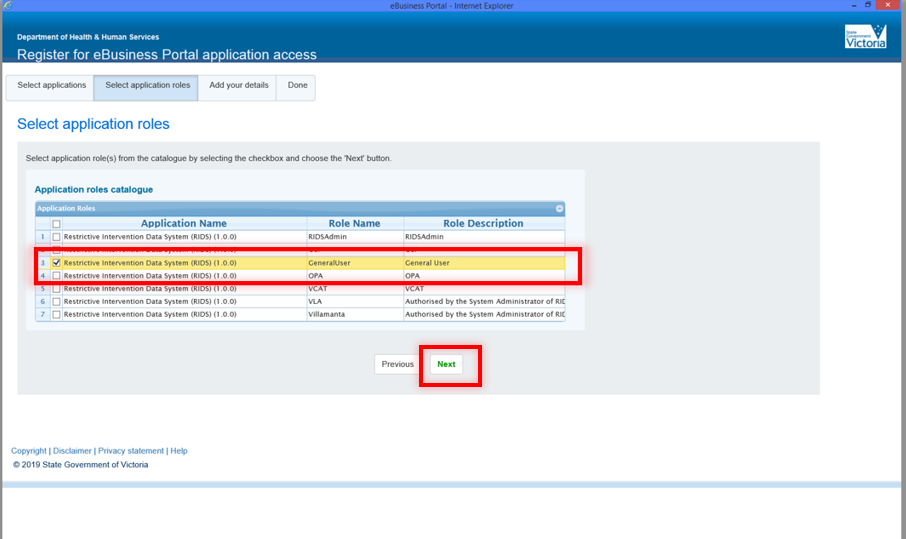 eBusiness Portal - Internet Explorer
Department of Health & Human Services
Register for eBusiness Portal application access
State Government Victoria
Select applications Select application roles Add your details Done
Select application roles
Select application role(s) from the catalogue by selecting the checkbox and choose the 'Next' button.
Application roles catalogue
Application Roles
Application Name Role Name Role Description
1 Restrictive Intervention Data System (RIDS) (1.0.0) RIDSAdmin RIDSAdmin
3 Restrictive Intervention Data System (RIDS) (1.0.0) GeneralUser General User
4 Restrictive Intervention Data System (RIDS) (1.0.0) OPA OPA
5 Restrictive Intervention Data System (RIDS) (1.0.0) VCAT VCAT
6 Restrictive Intervention Data System (RIDS) (1.0.0) VLA Authorised by the System Administrator of RID
7 Restrictive Intervention Data System (RIDS) (1.0.0) Villamanta Authorised by the System Administrator of RID
Previous Next
Copyright | Disclaimer | Privacy statement | Help
© 2019 State Government of Victoria